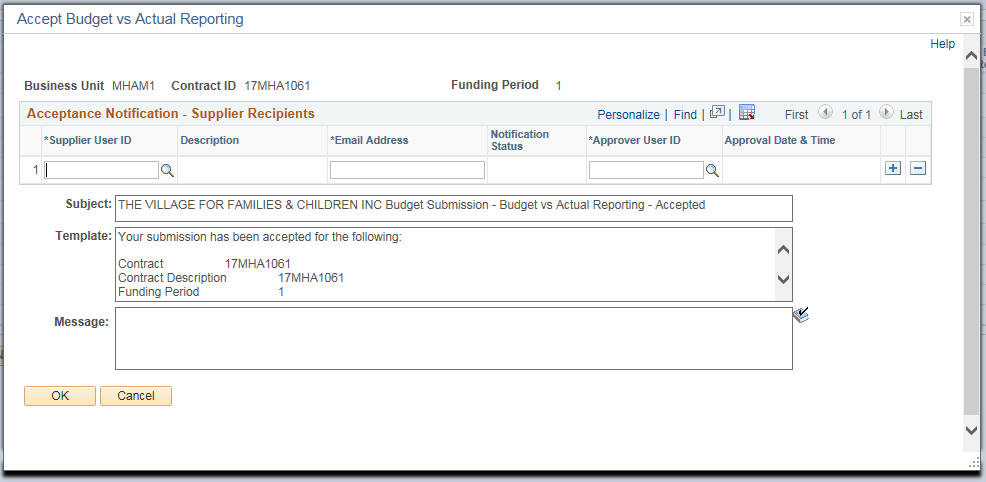 Accept Budget vs Actual Reporting
Help
Business Unit MHAM1 Contract ID 17MHA1061 Funding Period 1
Acceptance Notification - Supplier Recipients Personalize | Find | | First 1 of 1 Last
*Supplier User ID Description *Email Address Notification Status *Approver User ID Approval Date & Time
1
Subject: THE VILLAGE FOR FAMILIES & CHILDREN INC Budget Submission - Budget vs Actual Reporting - Accepted
Template: Your submission has been accepted for the following:
Contract 17MHA1061
Contract Description 17MHA1061
Funding Period 1
Message:
OK Cancel